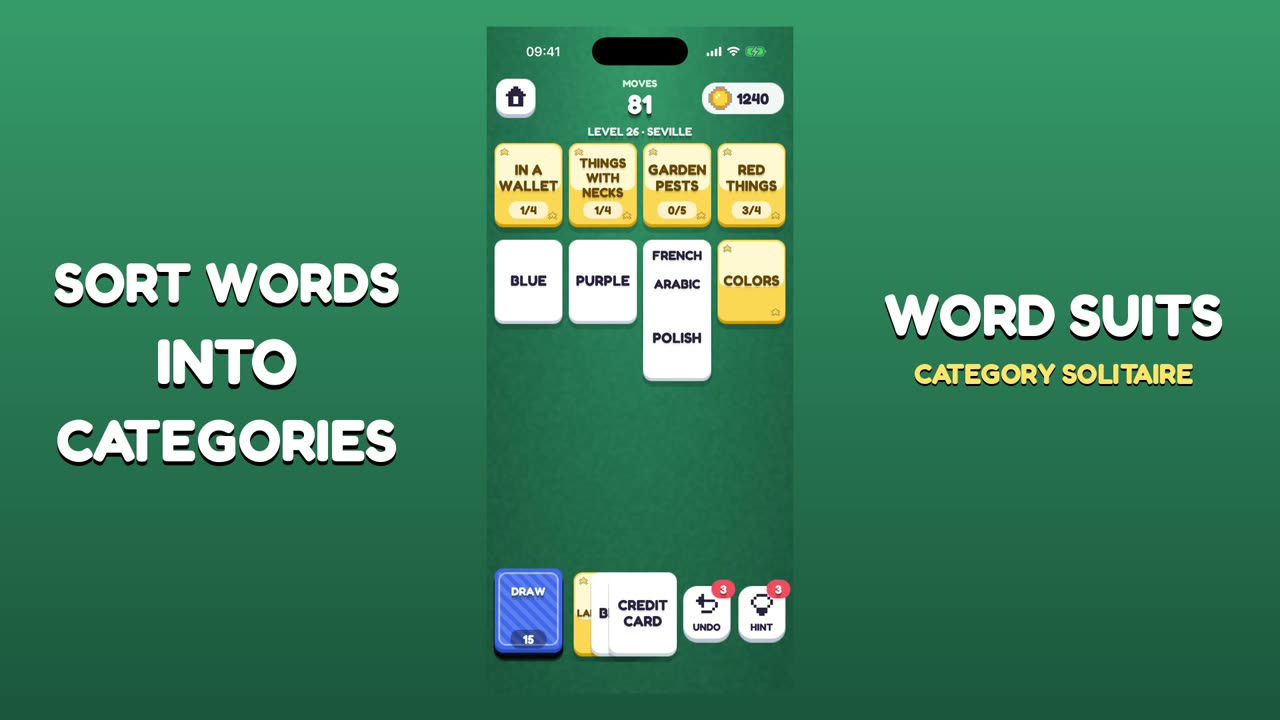 SORT WORDS
INTO
CATEGORIES
09:41
MOVES
81
1240
LEVEL 26 · SEVILLE
IN A
WALLET
1/4
THINGS
WITH
NECKS
1/4
GARDEN
PESTS
0/5
RED
THINGS
3/4
BLUE
PURPLE
FRENCH
ARABIC
POLISH
COLORS
DRAW
15
LA
B
CREDIT
CARD
3
UNDO
3
HINT
WORD SUITS
CATEGORY SOLITAIRE